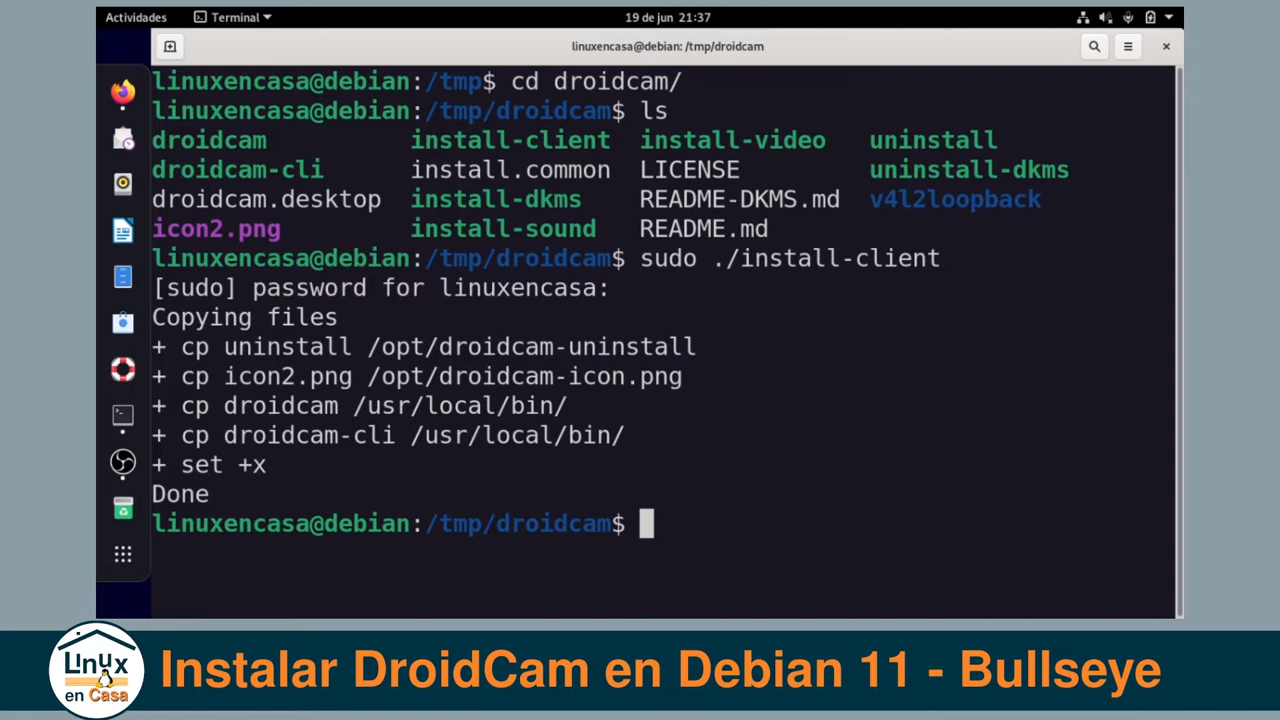 Actividades Terminal 19 de jun 21:37
linuxencasa@debian: /tmp/droidcam
linuxencasa@debian:/tmp$ cd droidcam/
linuxencasa@debian:/tmp/droidcam$ ls
droidcam install-client install-video uninstall
droidcam-cli install.common LICENSE uninstall-dkms
droidcam.desktop install-dkms README-DKMS.md v4l2loopback
icon2.png install-sound README.md
linuxencasa@debian:/tmp/droidcam$ sudo ./install-client
[sudo] password for linuxencasa:
Copying files
+ cp uninstall /opt/droidcam-uninstall
+ cp icon2.png /opt/droidcam-icon.png
+ cp droidcam /usr/local/bin/
+ cp droidcam-cli /usr/local/bin/
+ set +x
Done
linuxencasa@debian:/tmp/droidcam$
Linux
en Casa
Instalar DroidCam en Debian 11 - Bullseye